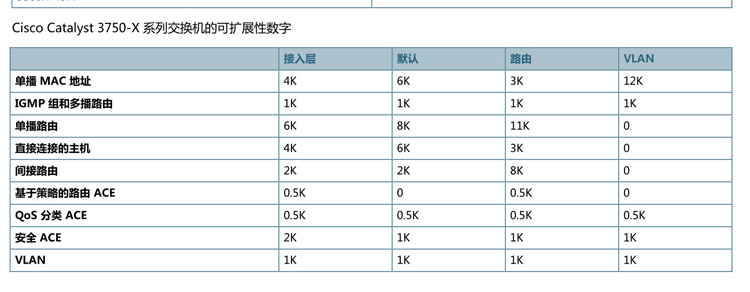 Cisco Catalyst 3750-X 系列交换机的可扩展性数字
接入层 默认 路由 VLAN
单播 MAC 地址 4K 6K 3K 12K
IGMP 组和多播路由 1K 1K 1K 1K
单播路由 6K 8K 11K 0
直接连接的主机 4K 6K 3K 0
间接路由 2K 2K 8K 0
基于策略的路由 ACE 0.5K 0 0.5K 0
QoS 分类 ACE 0.5K 0.5K 0.5K 0.5K
安全 ACE 2K 1K 1K 1K
VLAN 1K 1K 1K 1K